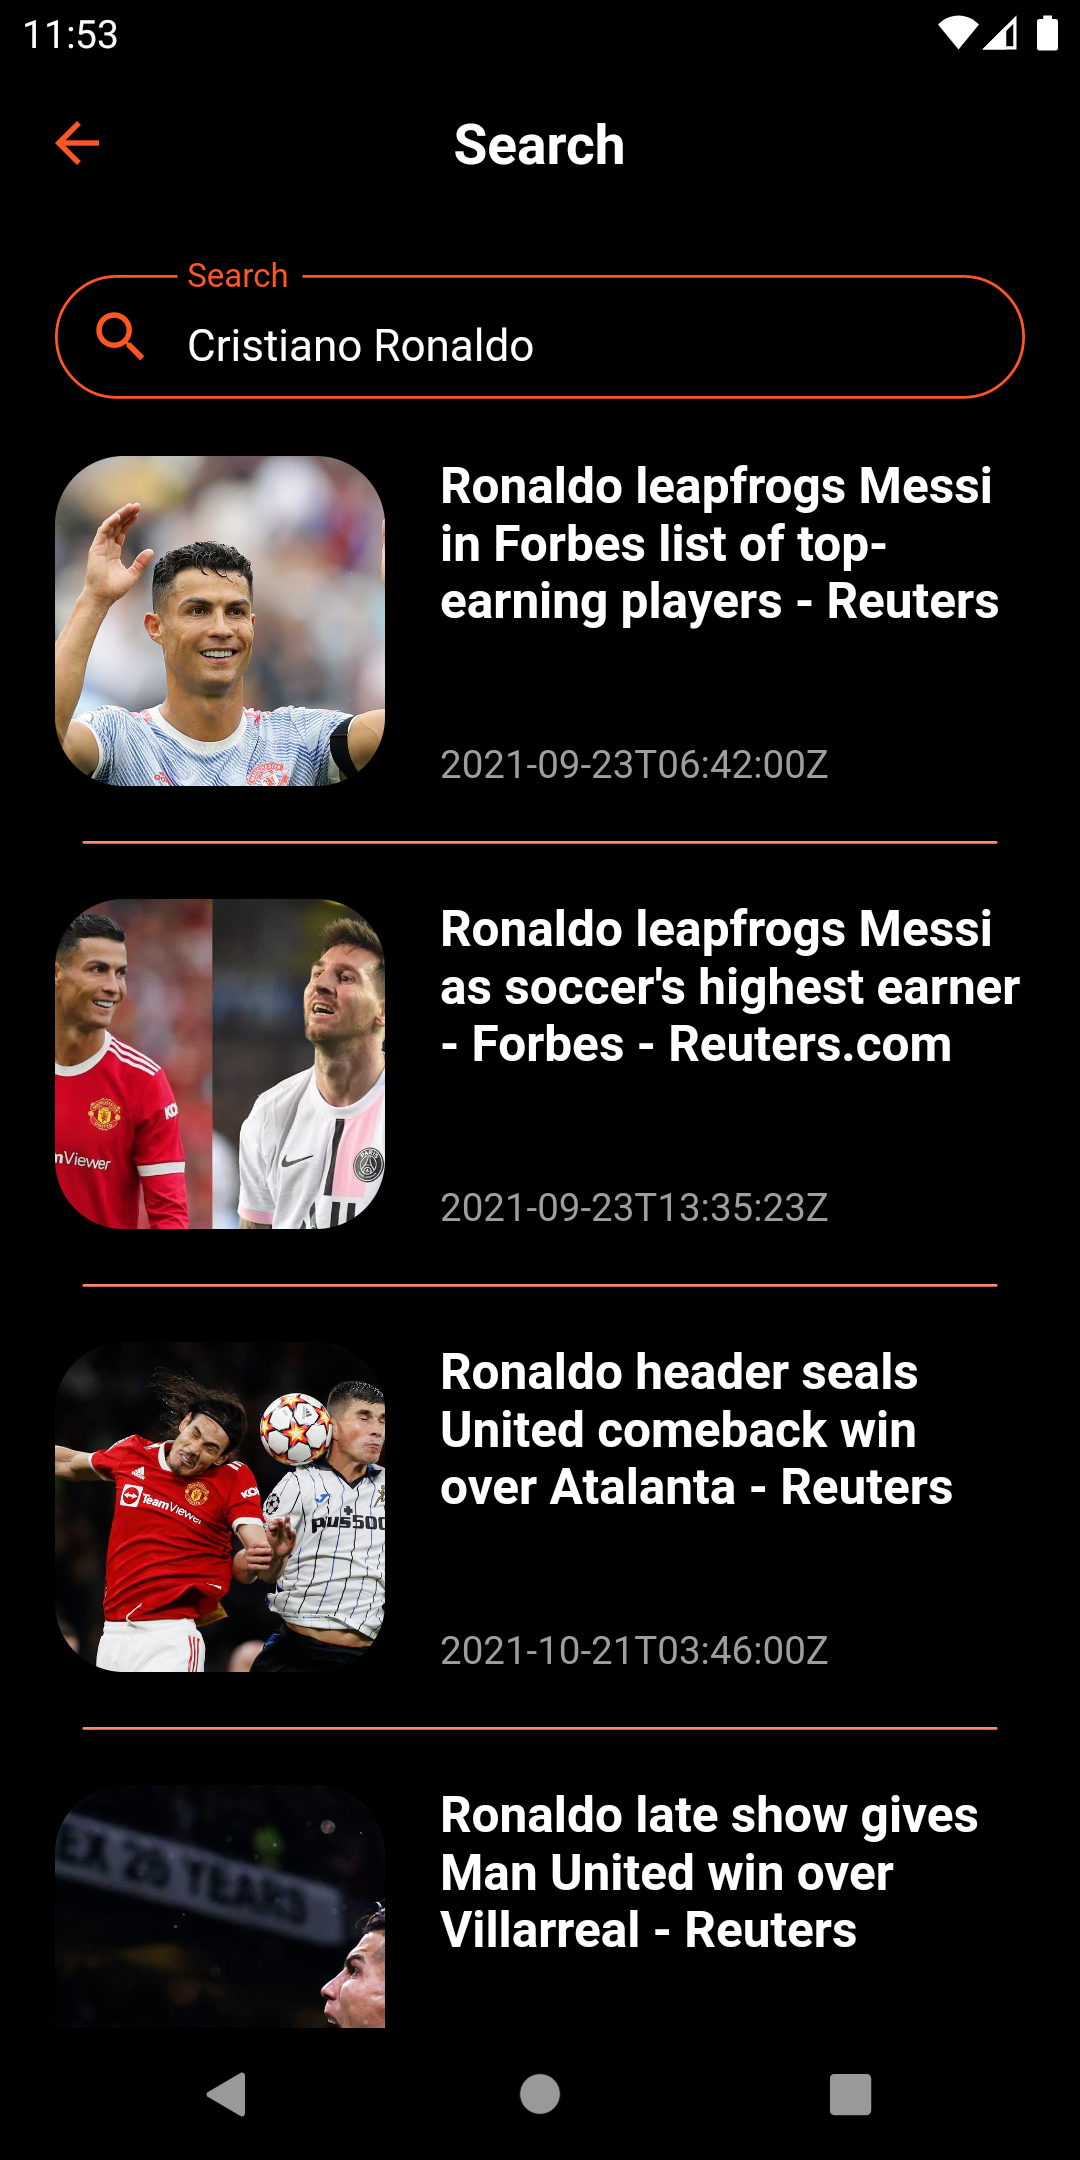 11:53
Search
Search
Cristiano Ronaldo
Ronaldo leapfrogs Messi
in Forbes list of top-
earning players - Reuters
2021-09-23T06:42:00Z
Ronaldo leapfrogs Messi
as soccer's highest earner
- Forbes - Reuters.com
2021-09-23T13:35:23Z
Ronaldo header seals
United comeback win
over Atalanta - Reuters
TeamViewer
plus500
2021-10-21T03:46:00Z
Ronaldo late show gives
Man United win over
Villarreal - Reuters